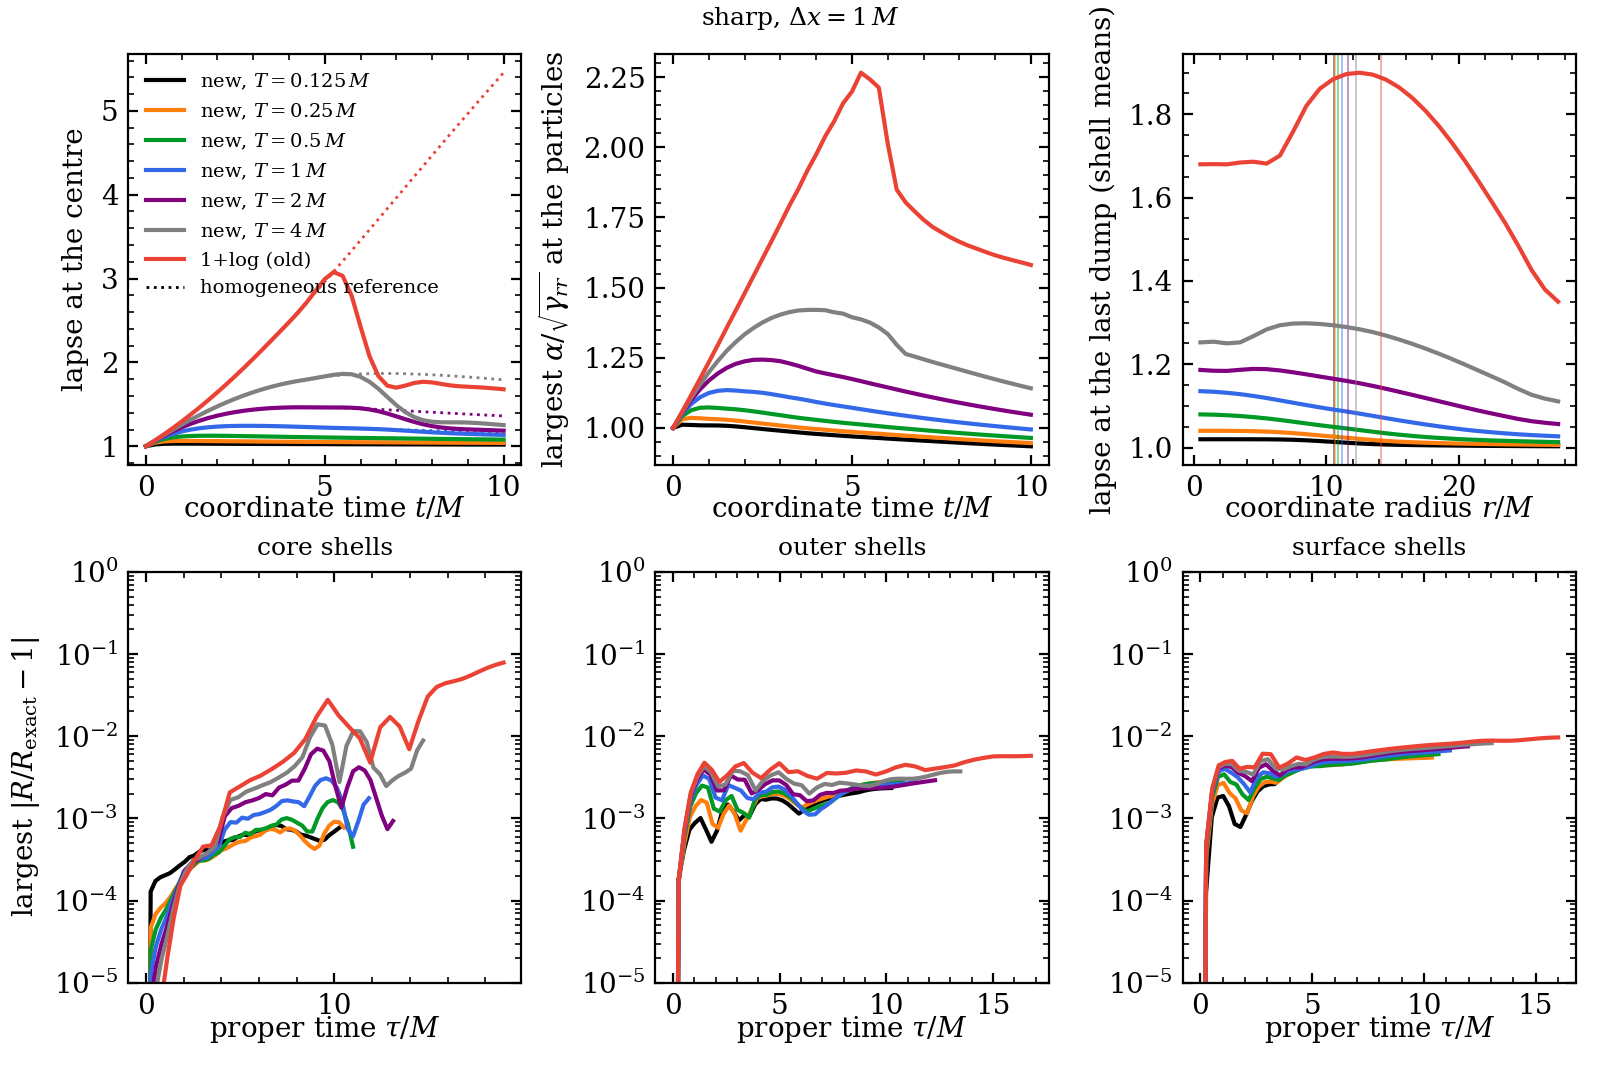 sharp, Δx = 1 M
lapse at the centre
5
4
3
2
1
new, T = 0.125 M
new, T = 0.25 M
new, T = 0.5 M
new, T = 1 M
new, T = 2 M
new, T = 4 M
1+log (old)
homogeneous reference
0 5 10
coordinate time t/M
largest α/√γrr at the particles
2.25
2.00
1.75
1.50
1.25
1.00
0 5 10
coordinate time t/M
lapse at the last dump (shell means)
1.8
1.6
1.4
1.2
1.0
0 10 20
coordinate radius r/M
core shells
largest |R/Rexact − 1|
10⁰
10⁻¹
10⁻²
10⁻³
10⁻⁴
10⁻⁵
0 10
proper time τ/M
outer shells
10⁰
10⁻¹
10⁻²
10⁻³
10⁻⁴
10⁻⁵
0 5 10 15
proper time τ/M
surface shells
10⁰
10⁻¹
10⁻²
10⁻³
10⁻⁴
10⁻⁵
0 5 10 15
proper time τ/M